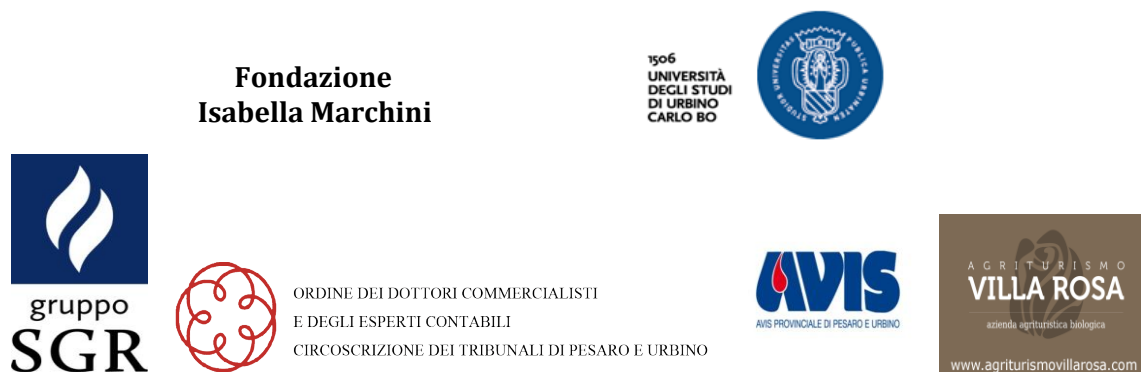 Fondazione
Isabella Marchini
1506
UNIVERSITÀ
DEGLI STUDI
DI URBINO
CARLO BO
gruppo
SGR
ORDINE DEI DOTTORI COMMERCIALISTI
E DEGLI ESPERTI CONTABILI
CIRCOSCRIZIONE DEI TRIBUNALI DI PESARO E URBINO
AVIS
AVIS PROVINCIALE DI PESARO E URBINO
AGRITURISMO
VILLA ROSA
azienda agrituristica biologica
www.agriturismovillarosa.com